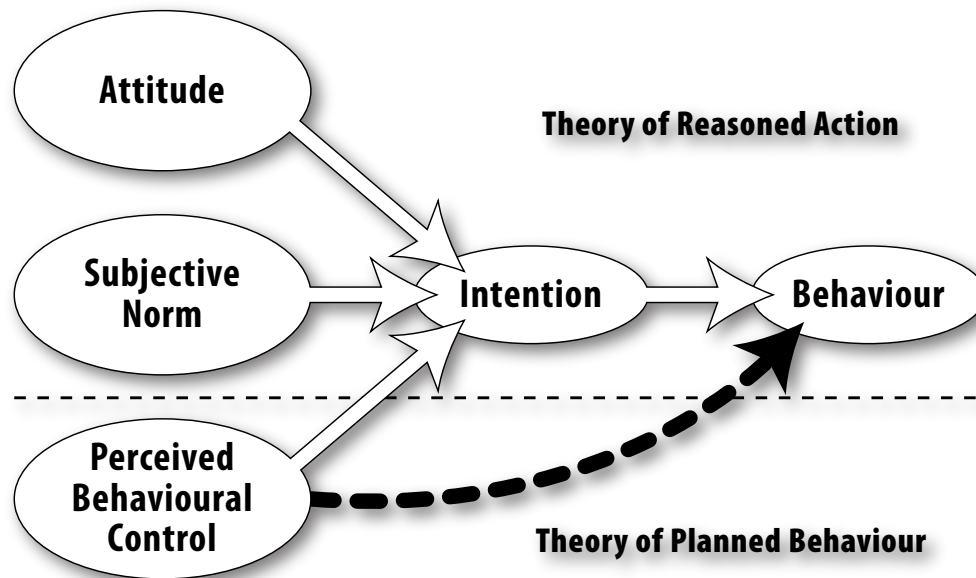 Attitude
Theory of Reasoned Action
Subjective
Norm
Intention
Behaviour
Perceived
Behavioural
Control
Theory of Planned Behaviour